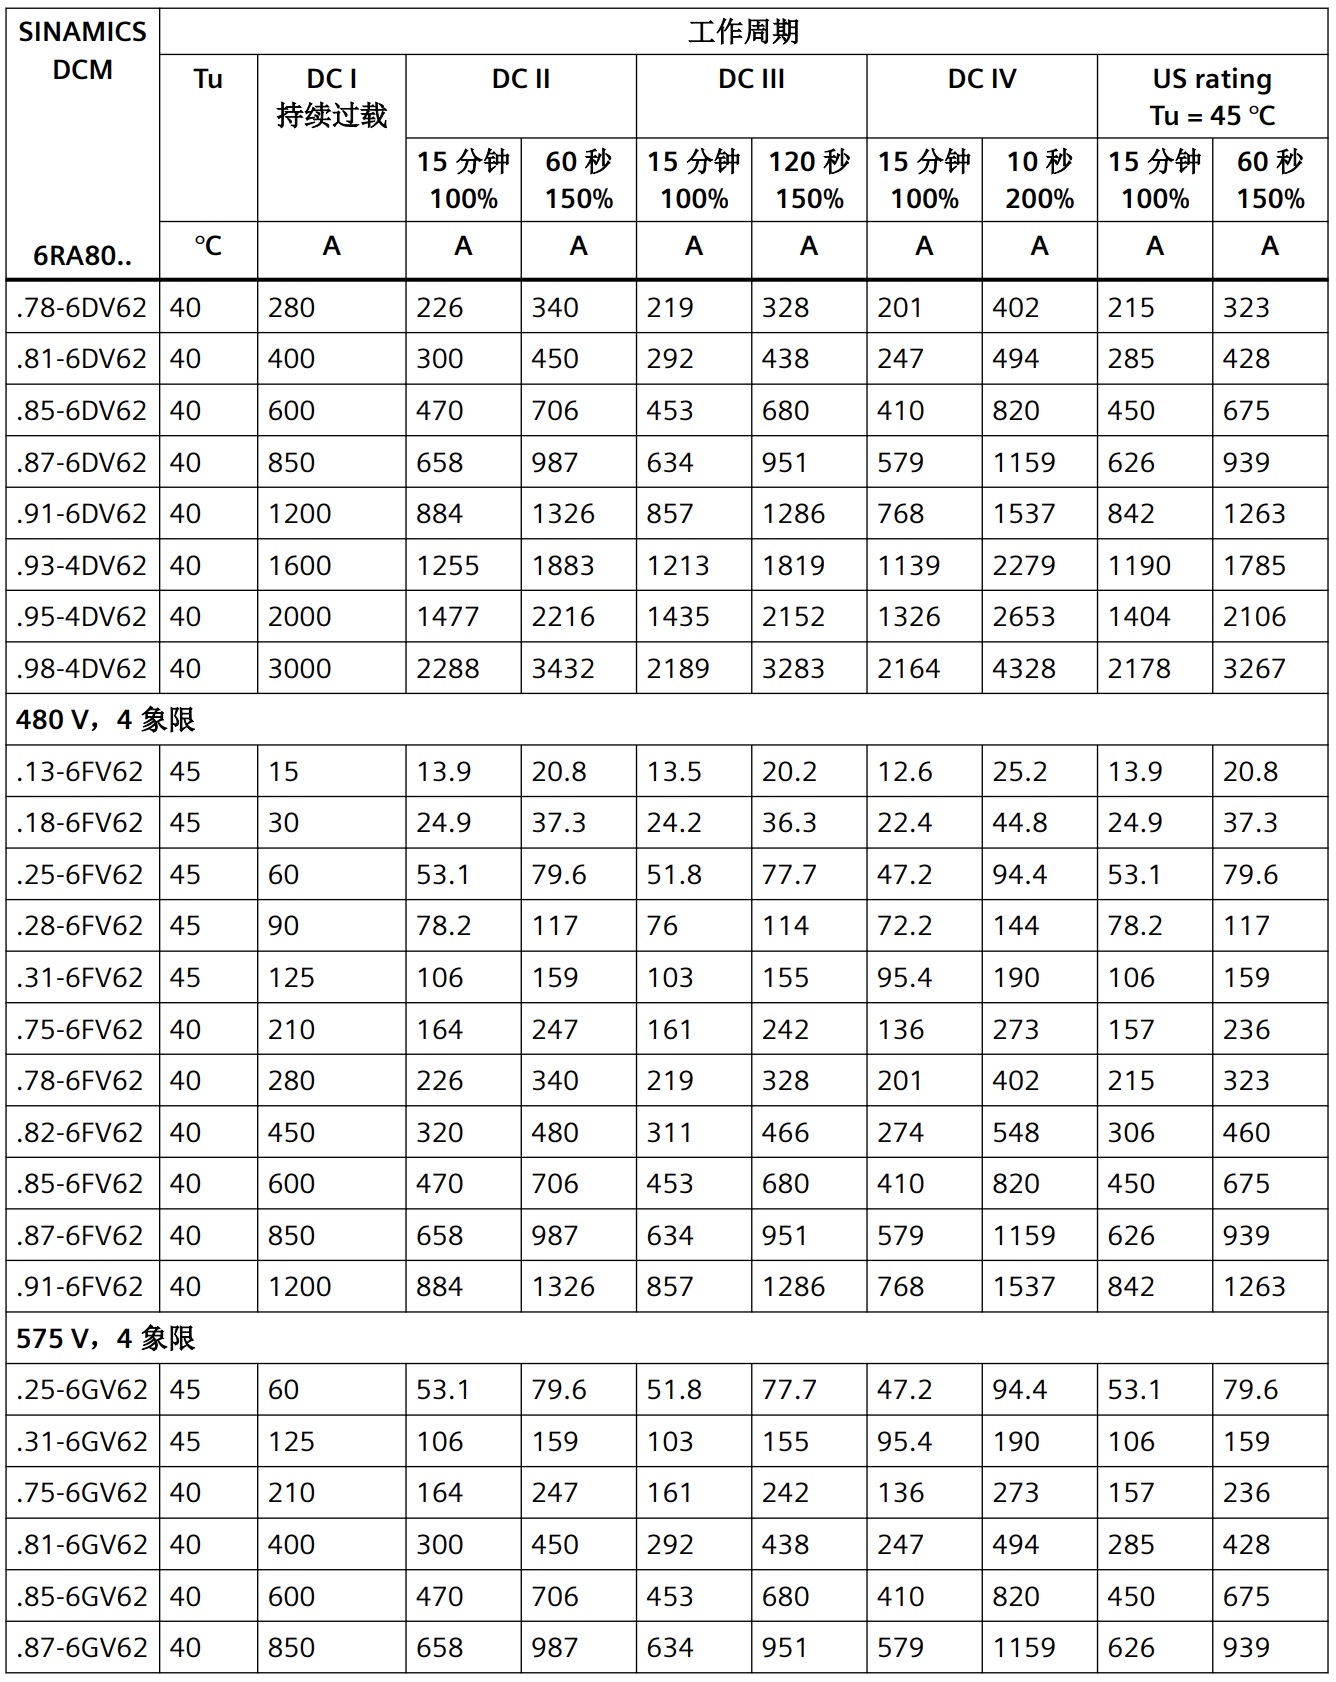 SINAMICS DCM 6RA80.. 工作周期
Tu DC I 持续过载 DC II DC III DC IV US rating Tu = 45 °C
15 分钟 100% 60 秒 150% 15 分钟 100% 120 秒 150% 15 分钟 100% 10 秒 200% 15 分钟 100% 60 秒 150%
°C A A A A A A A A A
.78-6DV62 40 280 226 340 219 328 201 402 215 323
.81-6DV62 40 400 300 450 292 438 247 494 285 428
.85-6DV62 40 600 470 706 453 680 410 820 450 675
.87-6DV62 40 850 658 987 634 951 579 1159 626 939
.91-6DV62 40 1200 884 1326 857 1286 768 1537 842 1263
.93-4DV62 40 1600 1255 1883 1213 1819 1139 2279 1190 1785
.95-4DV62 40 2000 1477 2216 1435 2152 1326 2653 1404 2106
.98-4DV62 40 3000 2288 3432 2189 3283 2164 4328 2178 3267
480 V，4 象限
.13-6FV62 45 15 13.9 20.8 13.5 20.2 12.6 25.2 13.9 20.8
.18-6FV62 45 30 24.9 37.3 24.2 36.3 22.4 44.8 24.9 37.3
.25-6FV62 45 60 53.1 79.6 51.8 77.7 47.2 94.4 53.1 79.6
.28-6FV62 45 90 78.2 117 76 114 72.2 144 78.2 117
.31-6FV62 45 125 106 159 103 155 95.4 190 106 159
.75-6FV62 40 210 164 247 161 242 136 273 157 236
.78-6FV62 40 280 226 340 219 328 201 402 215 323
.82-6FV62 40 450 320 480 311 466 274 548 306 460
.85-6FV62 40 600 470 706 453 680 410 820 450 675
.87-6FV62 40 850 658 987 634 951 579 1159 626 939
.91-6FV62 40 1200 884 1326 857 1286 768 1537 842 1263
575 V，4 象限
.25-6GV62 45 60 53.1 79.6 51.8 77.7 47.2 94.4 53.1 79.6
.31-6GV62 45 125 106 159 103 155 95.4 190 106 159
.75-6GV62 40 210 164 247 161 242 136 273 157 236
.81-6GV62 40 400 300 450 292 438 247 494 285 428
.85-6GV62 40 600 470 706 453 680 410 820 450 675
.87-6GV62 40 850 658 987 634 951 579 1159 626 939